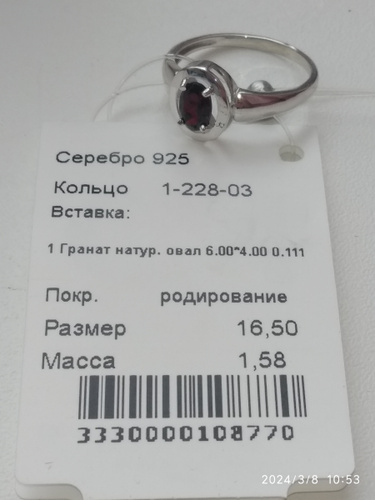 Серебро 925
Кольцо 1-228-03
Вставка:
1 Гранат натур. овал 6.00*4.00 0.111
Покр. родирование
Размер 16,50
Масса 1,58
3330000108770
2024/3/8 10:53